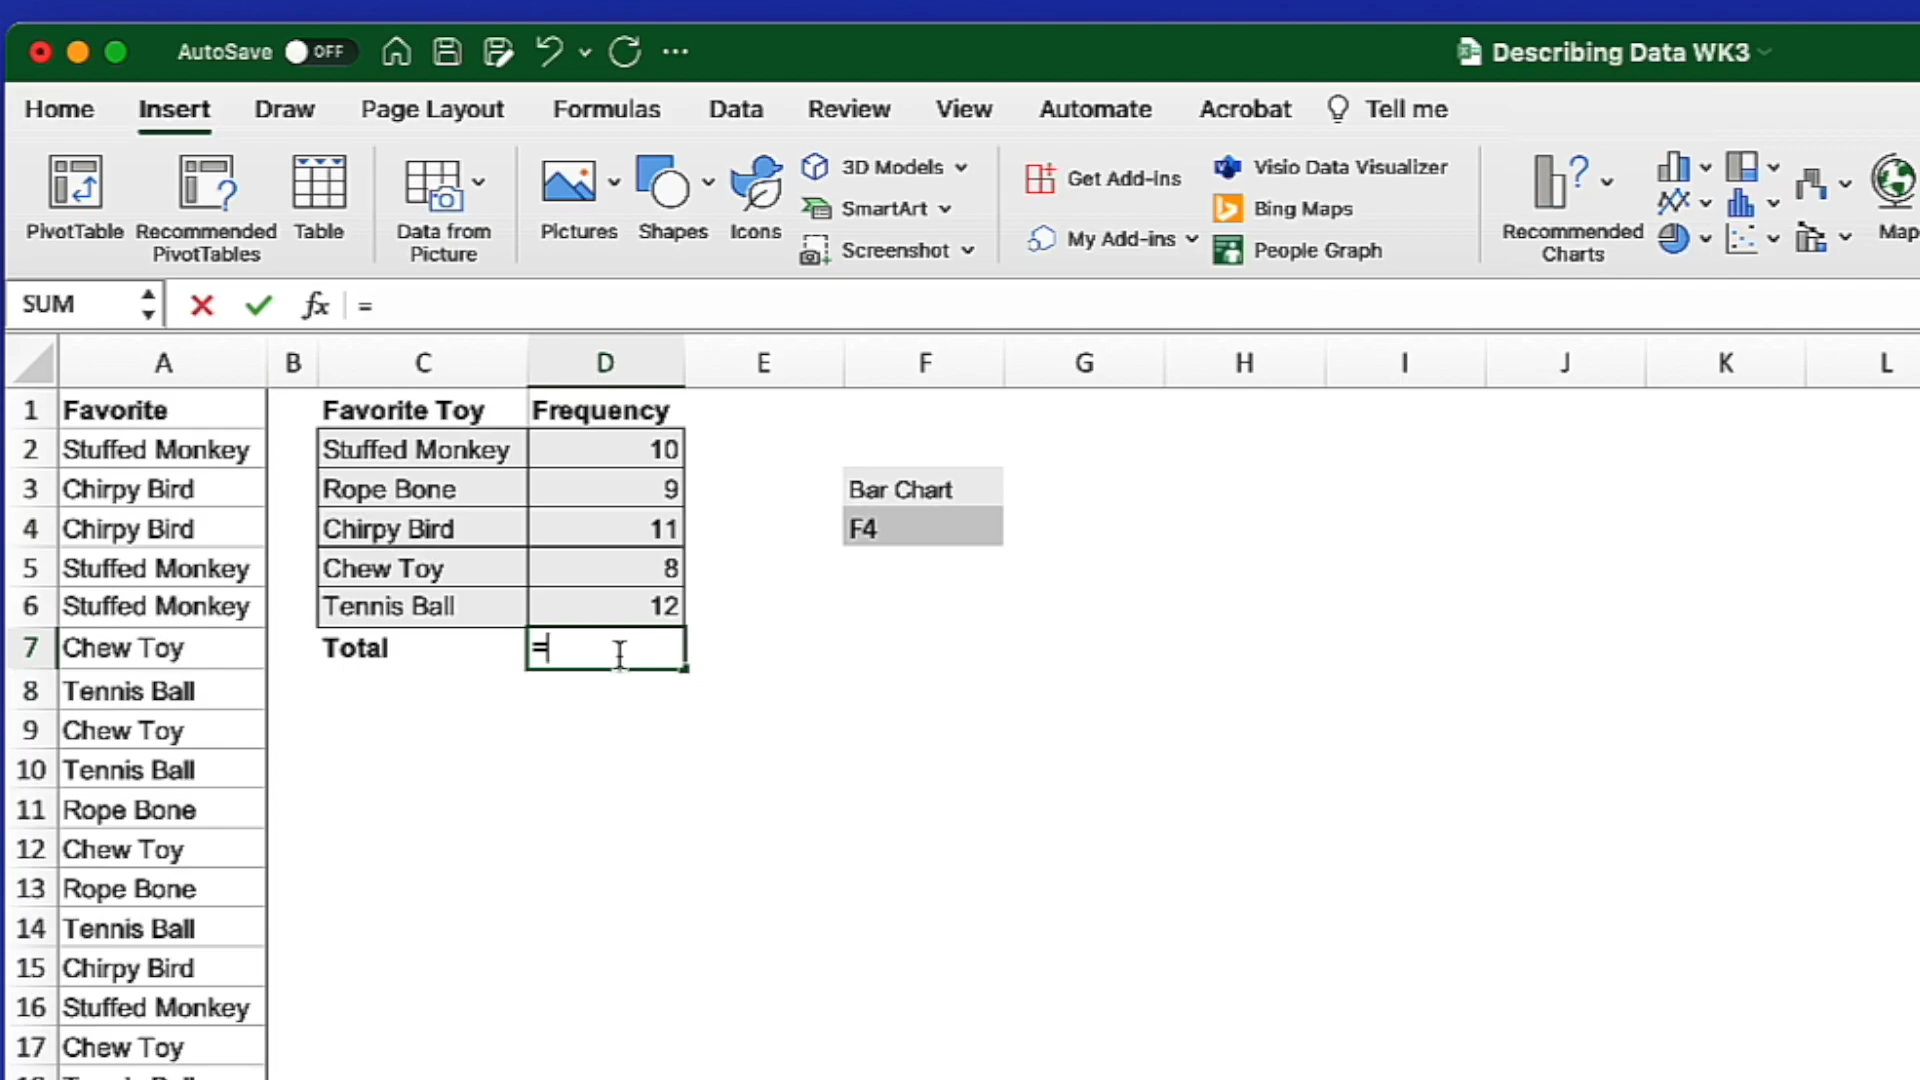 AutoSave OFF ... Describing Data WK3
Home Insert Draw Page Layout Formulas Data Review View Automate Acrobat Tell me
PivotTable Recommended PivotTables Table Data from Picture Pictures Shapes Icons
3D Models
SmartArt
Screenshot
Get Add-ins
My Add-ins
Visio Data Visualizer
Bing Maps
People Graph
Recommended Charts
SUM fx =
A B C D E F G H I J K L
1 Favorite Favorite Toy Frequency
2 Stuffed Monkey Stuffed Monkey 10
3 Chirpy Bird Rope Bone 9 Bar Chart
4 Chirpy Bird Chirpy Bird 11 F4
5 Stuffed Monkey Chew Toy 8
6 Stuffed Monkey Tennis Ball 12
7 Chew Toy Total =
8 Tennis Ball
9 Chew Toy
10 Tennis Ball
11 Rope Bone
12 Chew Toy
13 Rope Bone
14 Tennis Ball
15 Chirpy Bird
16 Stuffed Monkey
17 Chew Toy